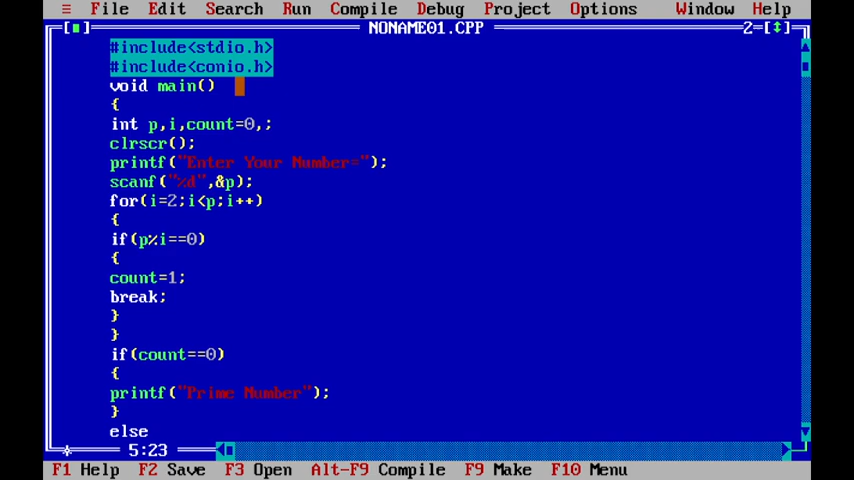 ≡ File Edit Search Run Compile Debug Project Options Window Help
[■] NONAME01.CPP 2=[↕]
#include<stdio.h>
#include<conio.h>
void main()
{
int p,i,count=0,;
clrscr();
printf("Enter Your Number=");
scanf("%d",&p);
for(i=2;i<p;i++)
{
if(p%i==0)
{
count=1;
break;
}
}
if(count==0)
{
printf("Prime Number");
}
else
5:23
F1 Help F2 Save F3 Open Alt-F9 Compile F9 Make F10 Menu